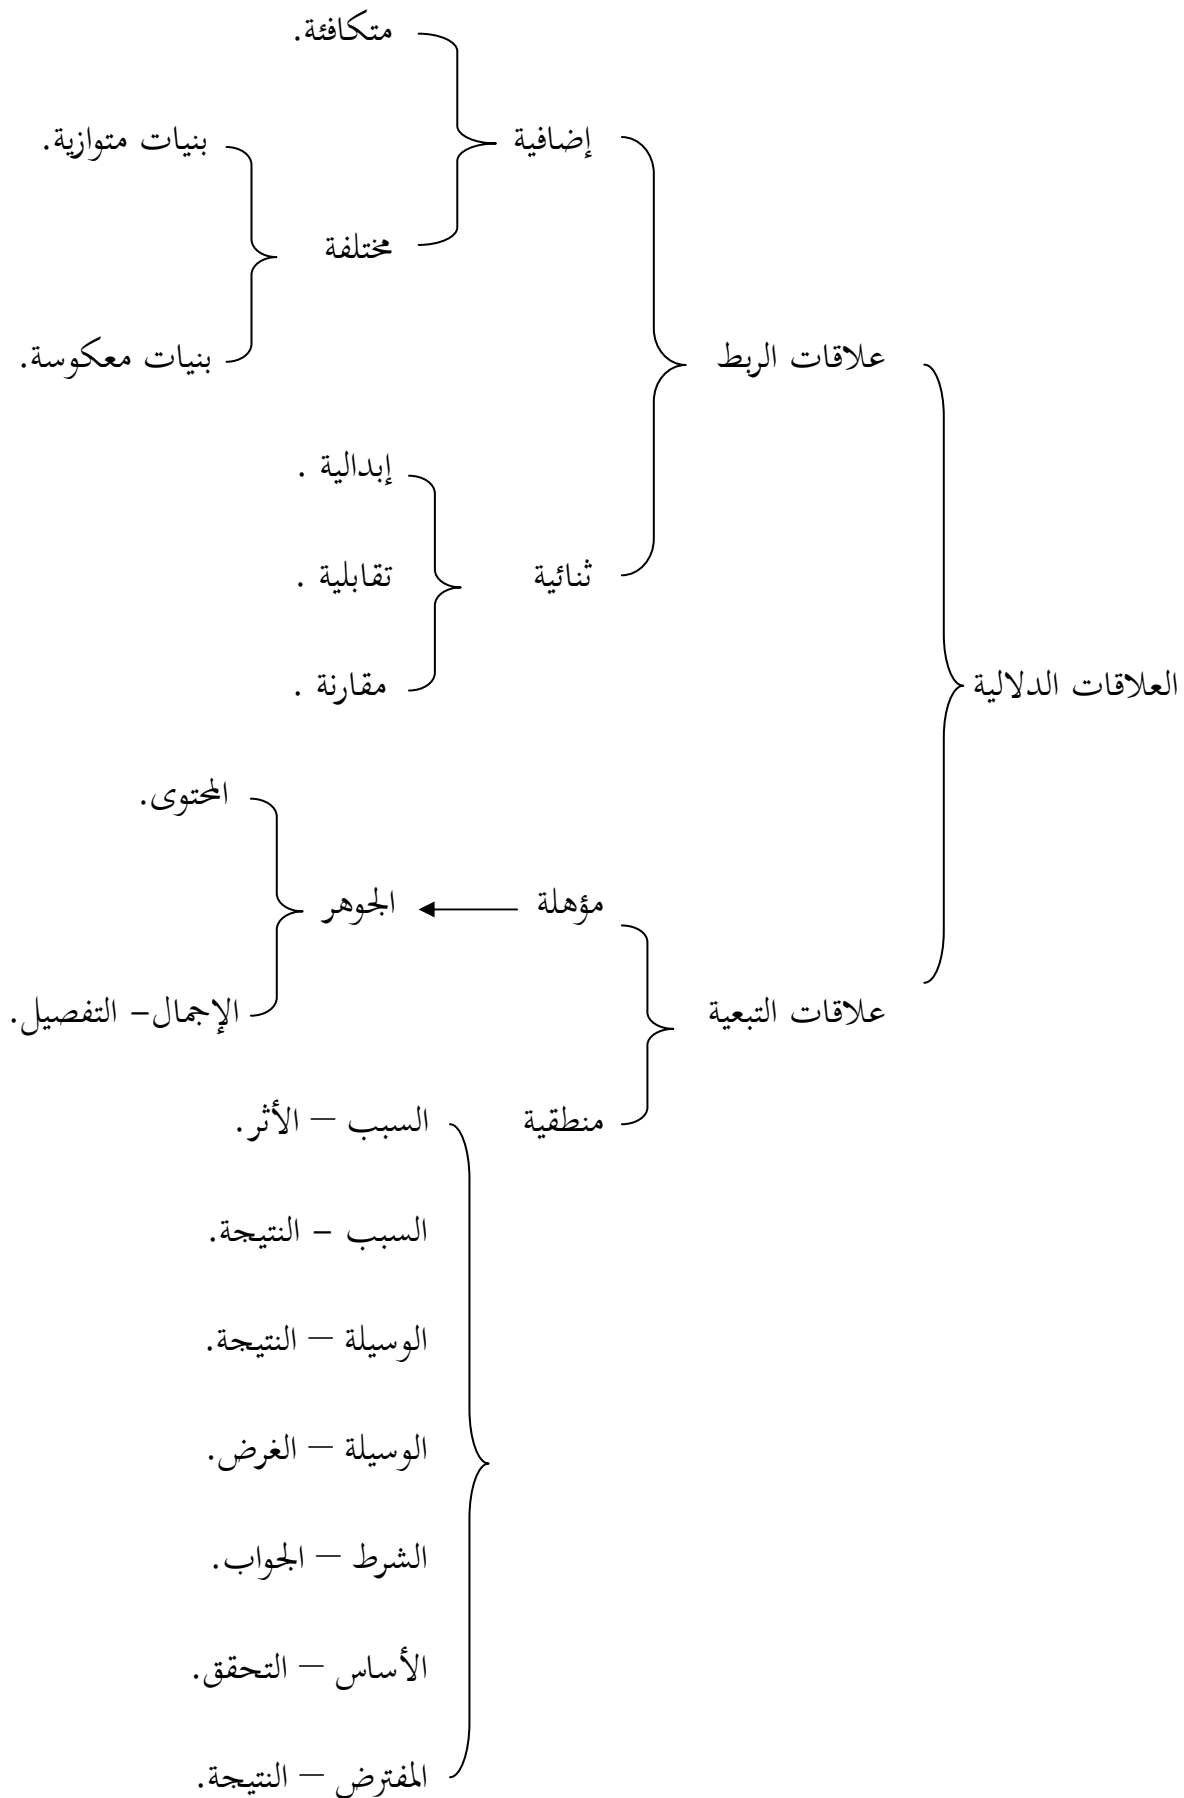 متكافئة.
إضافية
بنيات متوازية.
مختلفة
علاقات الربط
بنيات معكوسة.
إبدالية .
ثنائية
تقابلية .
العلاقات الدلالية
مقارنة .
المحتوى.
مؤهلة
الجوهر
علاقات التبعية
الإجمال– التفصيل.
منطقية
السبب – الأثر.
السبب – النتيجة.
الوسيلة – النتيجة.
الوسيلة – الغرض.
الشرط – الجواب.
الأساس – التحقق.
المفترض – النتيجة.